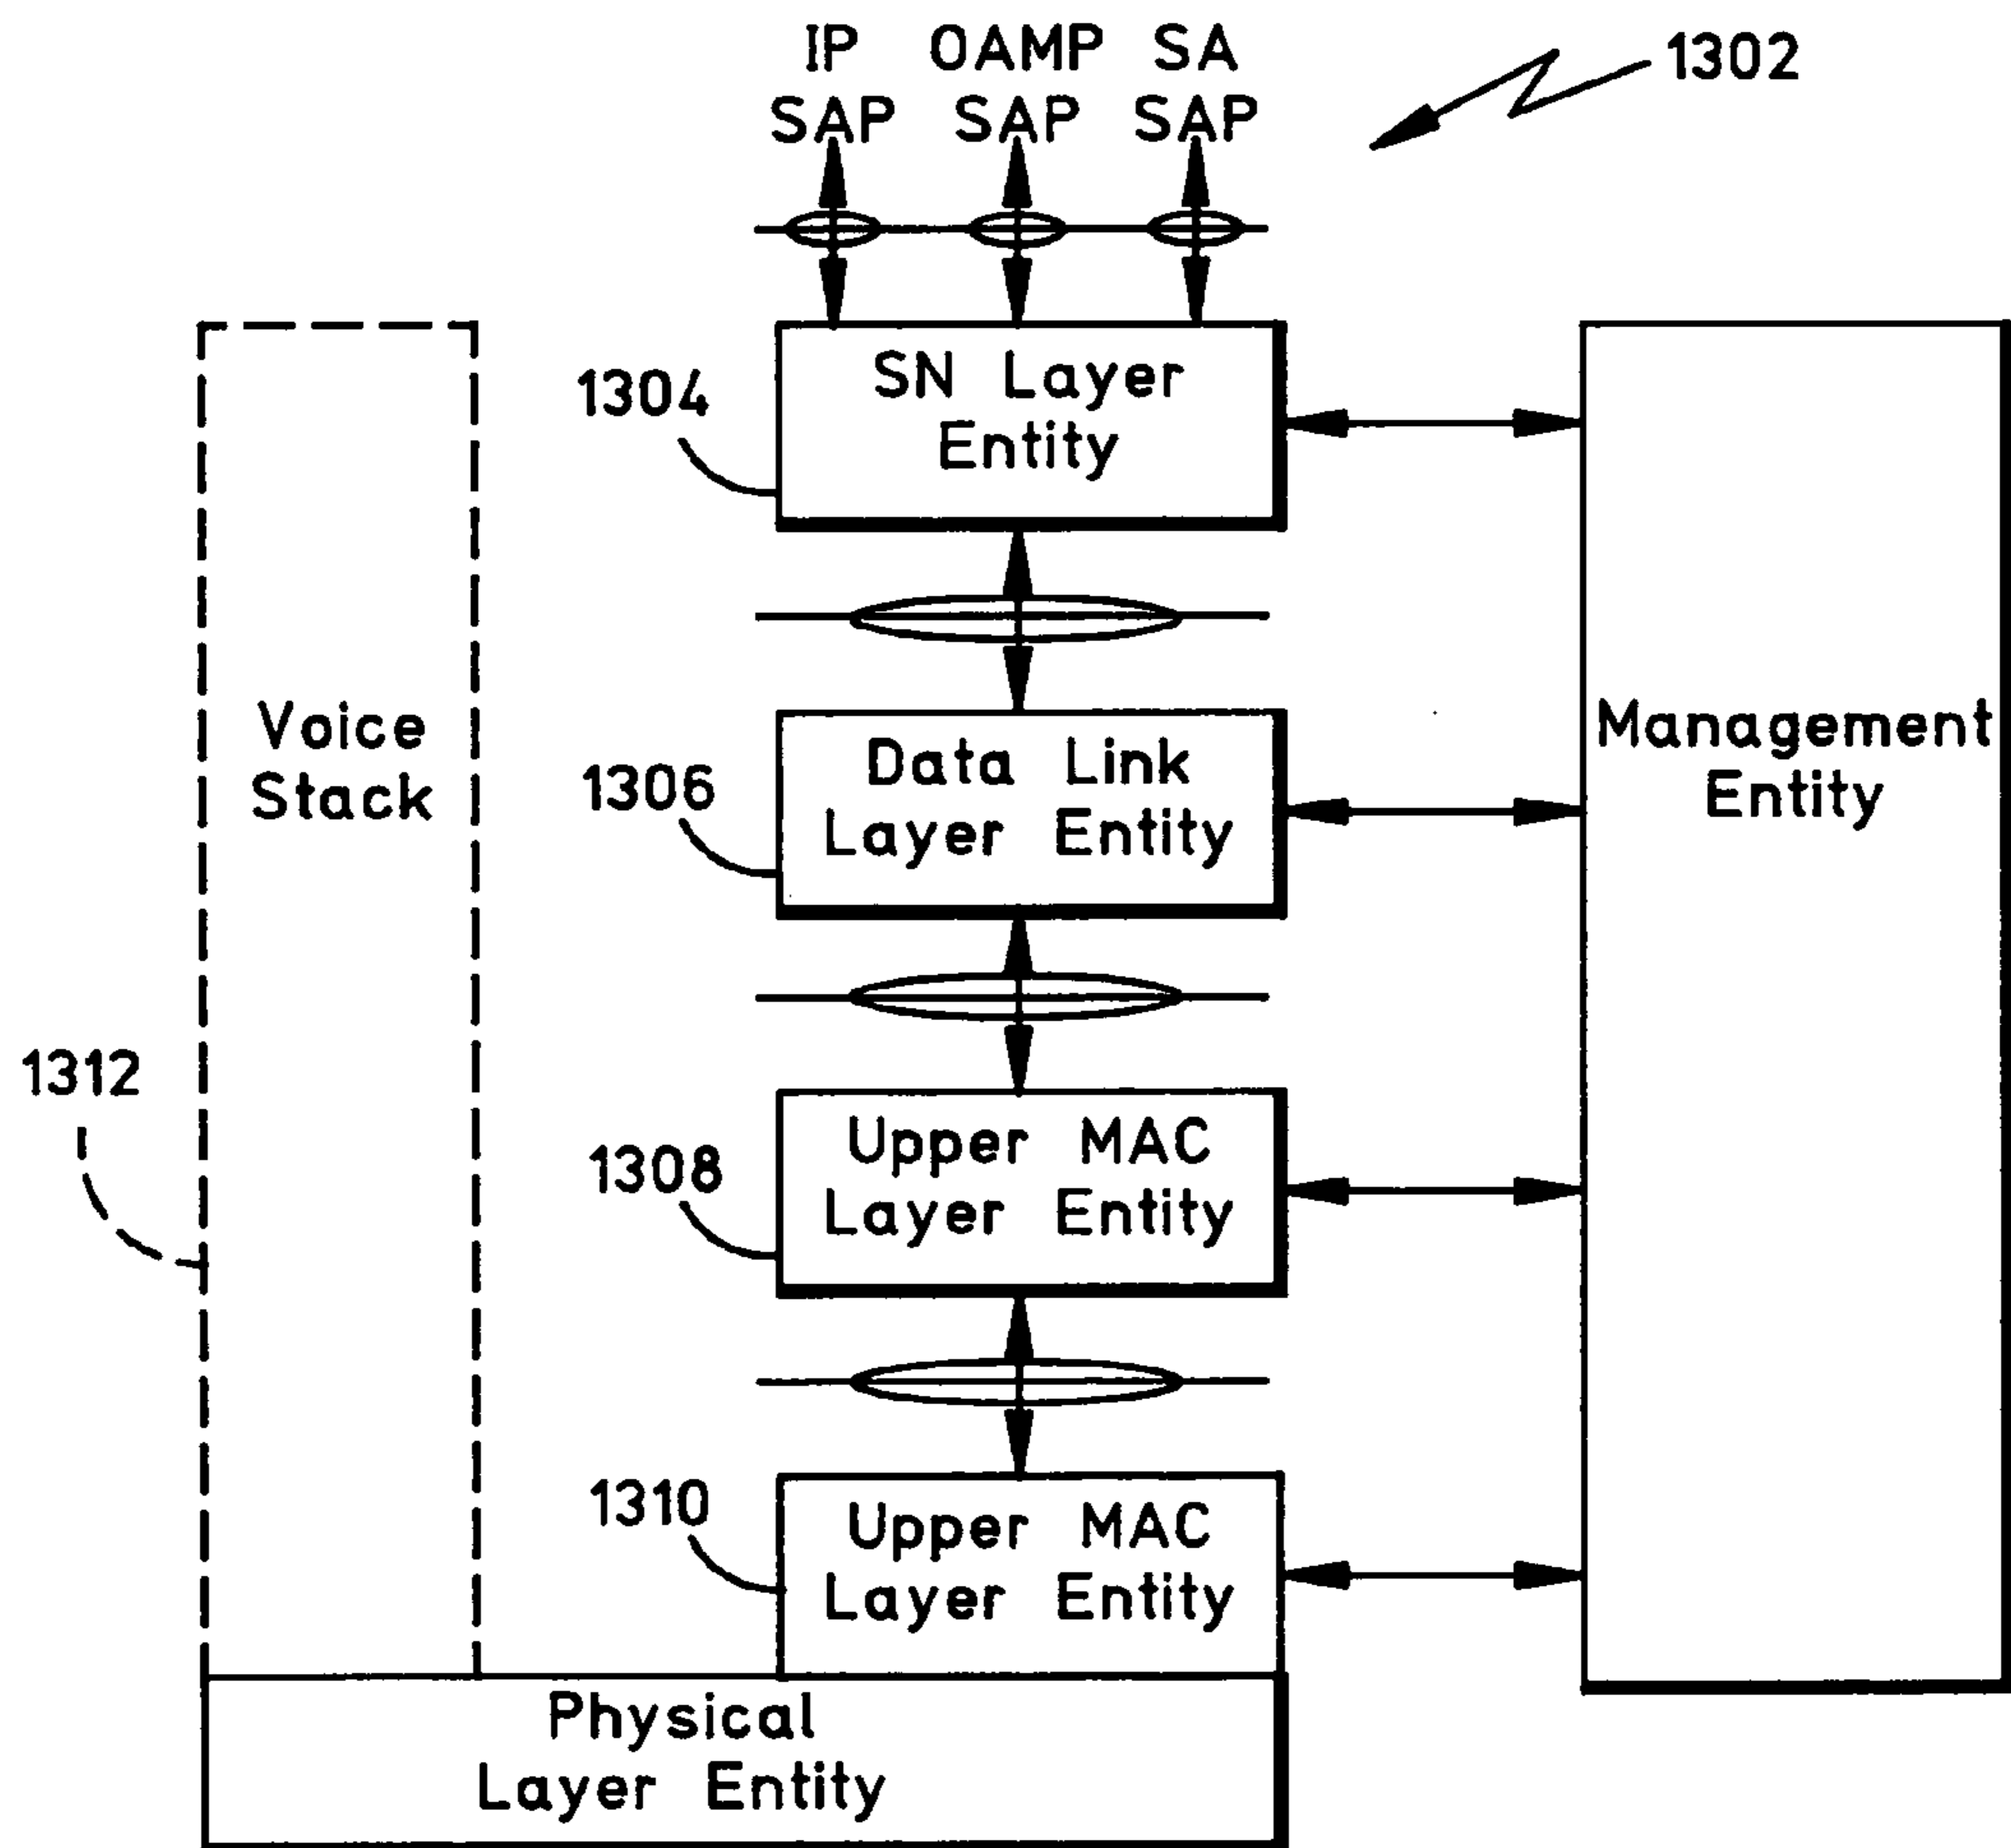 IP OAMP SA
SAP SAP SAP
1302
1304
SN Layer
Entity
Voice
Stack
1306
Data Link
Layer Entity
Management
Entity
1312
1308
Upper MAC
Layer Entity
1310
Upper MAC
Layer Entity
Physical
Layer Entity